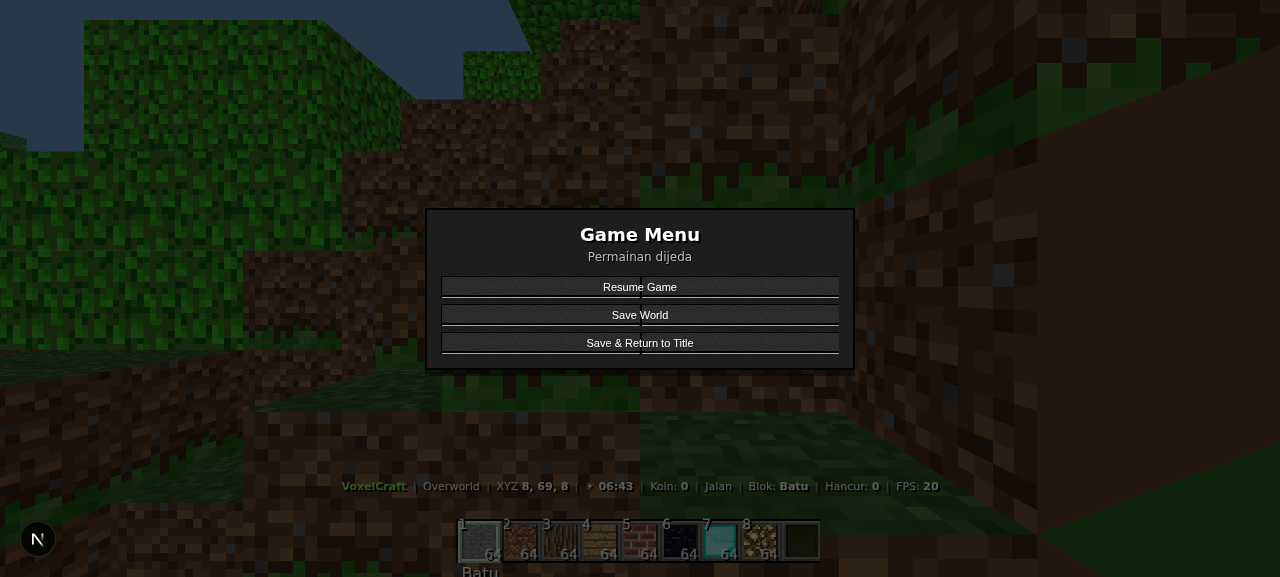 Game Menu
Permainan dijeda
Resume Game
Save World
Save & Return to Title
VoxelCraft | Overworld | XYZ 8, 69, 8 | ☀ 06:43 | Koin: 0 | Jalan | Blok: Batu | Hancur: 0 | FPS: 20
1 2 3 4 5 6 7 8
64 64 64 64 64 64 64 64
Batu
N